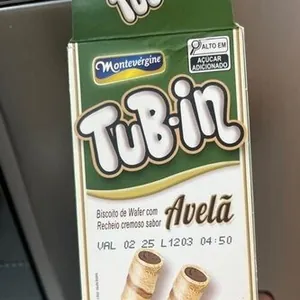 Montevérgine
ALTO EM
AÇÚCAR
ADICIONADO
TUB-in
Biscoito de Wafer com
Recheio cremoso sabor
Avelã
VAL 02 25 L1203 04:50